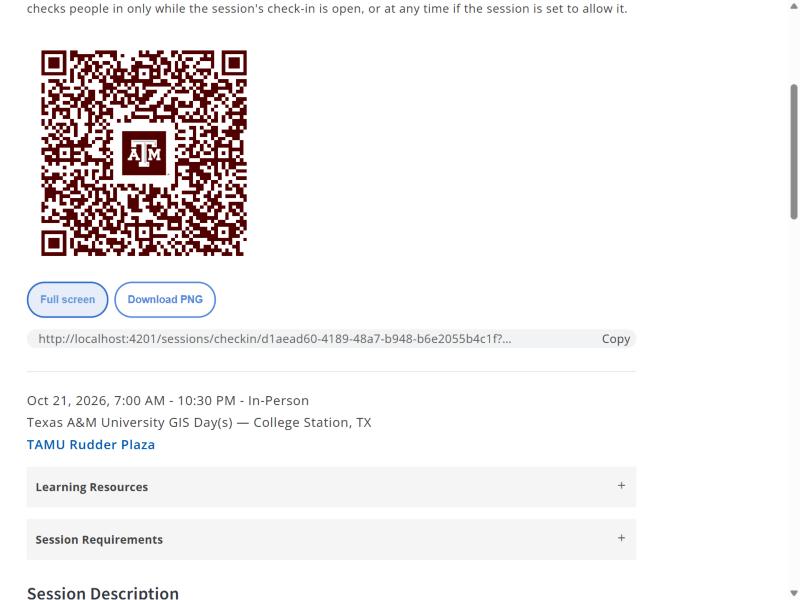 checks people in only while the session's check-in is open, or at any time if the session is set to allow it.
ATM
Full screen
Download PNG
http://localhost:4201/sessions/checkin/d1aead60-4189-48a7-b948-b6e2055b4c1f?...
Copy
Oct 21, 2026, 7:00 AM - 10:30 PM - In-Person
Texas A&M University GIS Day(s) — College Station, TX
TAMU Rudder Plaza
Learning Resources +
Session Requirements +
Session Description